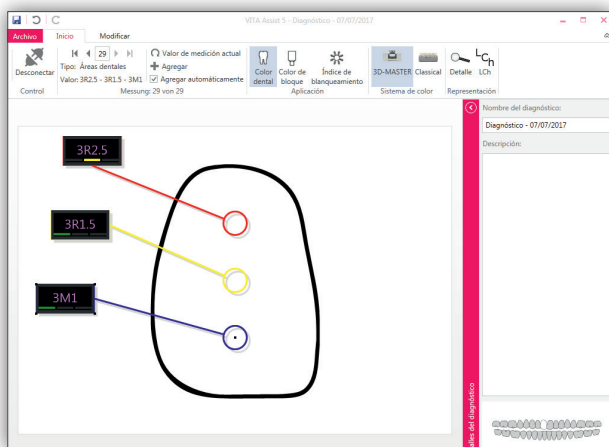 VITA Assist 5 - Diagnóstico - 07/07/2017
Archivo Inicio Modificar
Desconectar
Control
29
Tipo: Áreas dentales
Valor: 3R2.5 - 3R1.5 - 3M1
Valor de medición actual
Agregar
Agregar automáticamente
Messung: 29 von 29
Color dental
Color de bloque
Índice de blanqueamiento
Aplicación
3D-MASTER
Classical
Sistema de color
Detalle
LCh
LCh
Representación
Nombre del diagnóstico:
Diagnóstico - 07/07/2017
Descripción:
3R2.5
3R1.5
3M1
alles del diagnóstico